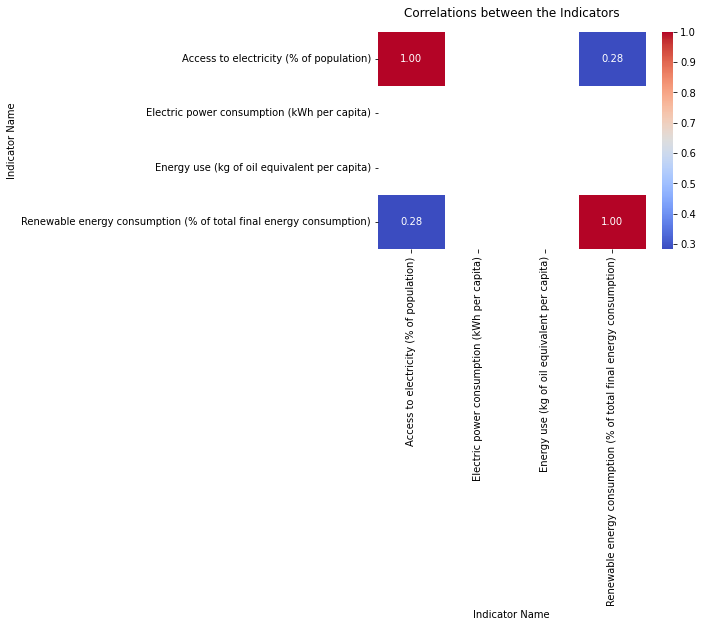 Correlations between the Indicators
Indicator Name
Access to electricity (% of population)
Electric power consumption (kWh per capita)
Energy use (kg of oil equivalent per capita)
Renewable energy consumption (% of total final energy consumption)
1.00
0.28
0.28
1.00
1.0
0.9
0.8
0.7
0.6
0.5
0.4
0.3
Access to electricity (% of population)
Electric power consumption (kWh per capita)
Energy use (kg of oil equivalent per capita)
Renewable energy consumption (% of total final energy consumption)
Indicator Name